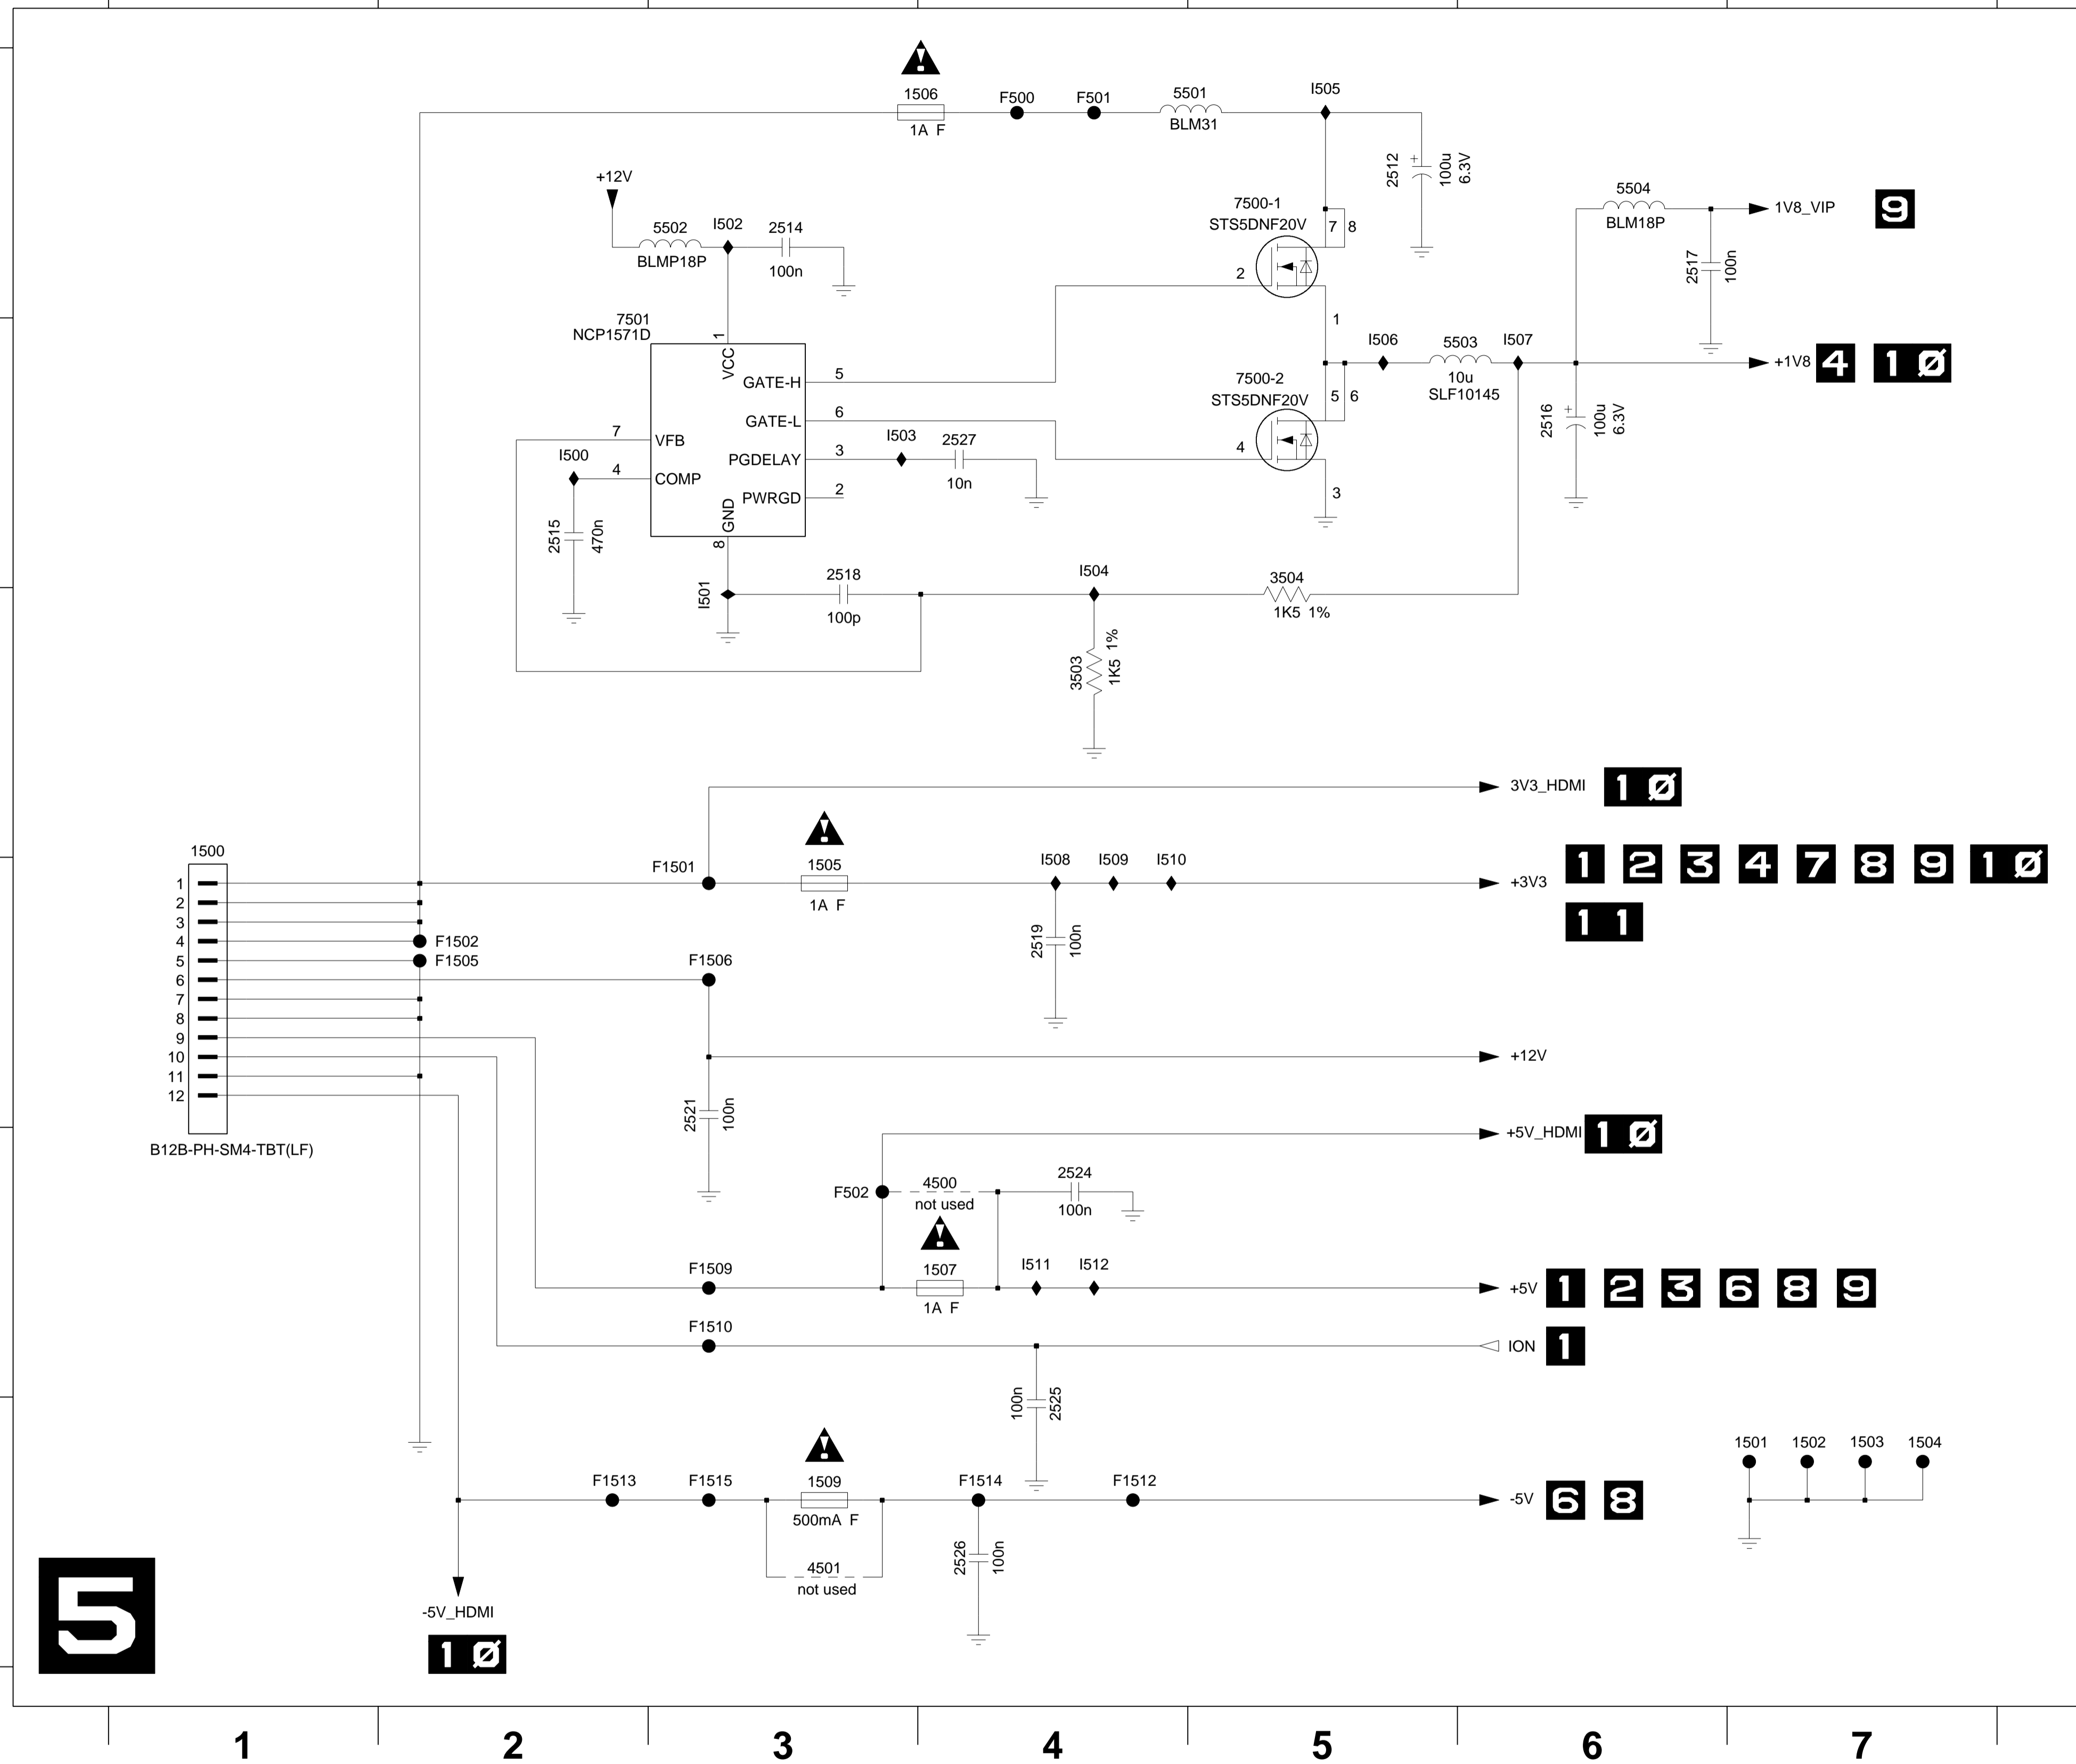 1506
F500
F501
5501
I505
1A F
BLM31
2512
100u
6.3V
+12V
5502
I502
2514
BLMP18P
100n
7500-1
STS5DNF20V
7 8
2
1
5504
1V8_VIP
9
BLM18P
2517
100n
7501
NCP1571D
1
VCC
GATE-H
5
GATE-L
6
7
VFB
PGDELAY
3
I503
2527
10n
I500
4
COMP
PWRGD
2
GND
8
2515
470n
7500-2
STS5DNF20V
5 6
4
3
I506
5503
I507
10u
SLF10145
+1V8
4
1 0
2516
100u
6.3V
I501
2518
100p
I504
3504
1K5 1%
3503
1K5 1%
3V3_HDMI
1 0
1500
F1501
1505
1A F
I508
I509
I510
+3V3
1 2 3 4 7 8 9 1 0
1 1
1
2
3
4
5
6
7
8
9
10
11
12
B12B-PH-SM4-TBT(LF)
F1502
F1505
F1506
2519
100n
+12V
2521
100n
+5V_HDMI
1 0
F502
4500
not used
2524
100n
F1509
1507
1A F
I511
I512
+5V
1 2 3 6 8 9
F1510
ION
1
100n
2525
F1513
F1515
1509
500mA F
F1514
F1512
-5V
6 8
1501
1502
1503
1504
4501
not used
2526
100n
5
-5V_HDMI
1 0
1 2 3 4 5 6 7